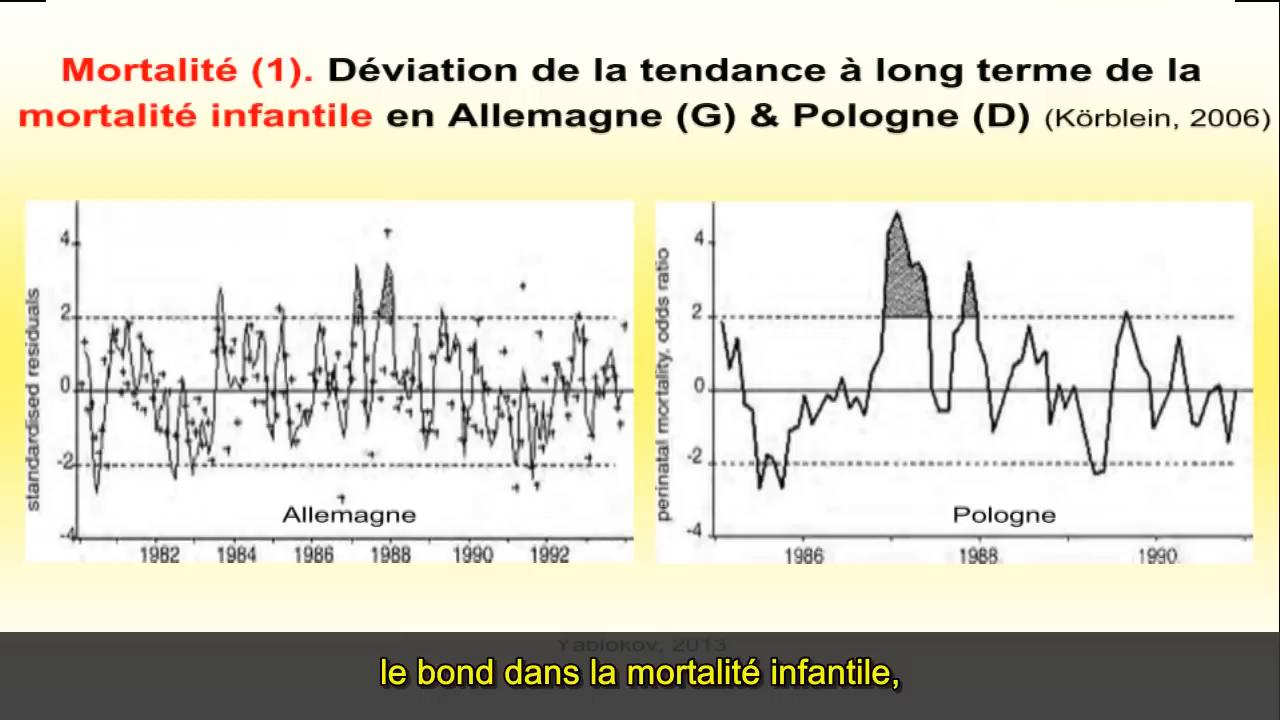 Mortalité (1). Déviation de la tendance à long terme de la
mortalité infantile en Allemagne (G) & Pologne (D) (Körblein, 2006)
standardised residuals
4
2
0
-2
-4
Allemagne
1982 1984 1986 1988 1990 1992
perinatal mortality, odds ratio
4
2
0
-2
-4
Pologne
1986 1988 1990
Yablokov, 2013
le bond dans la mortalité infantile,